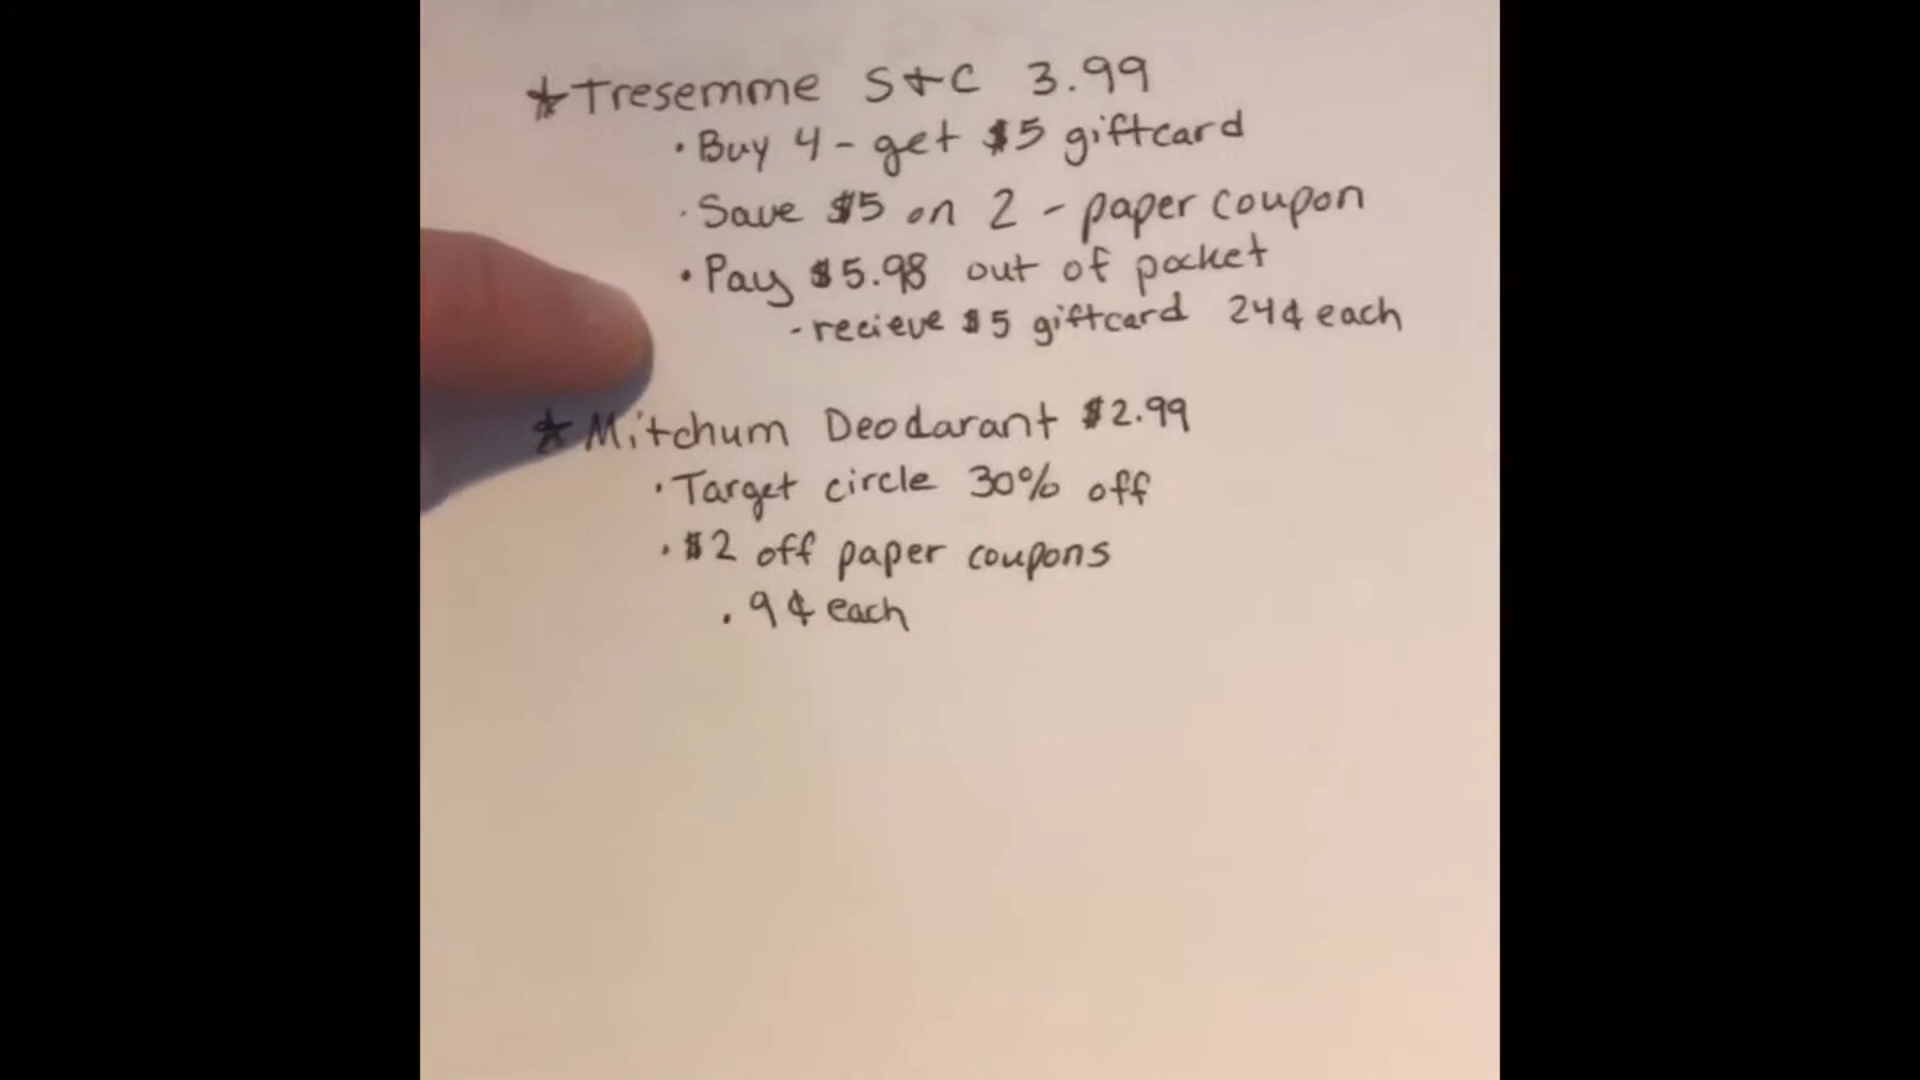 ★Tresemme S+C 3.99
• Buy 4 - get $5 giftcard
• Save $5 on 2 - paper coupon
• Pay $5.98 out of pocket
- recieve $5 giftcard 24¢ each
★Mitchum Deodarant $2.99
• Target circle 30% off
• $2 off paper coupons
• 9¢ each